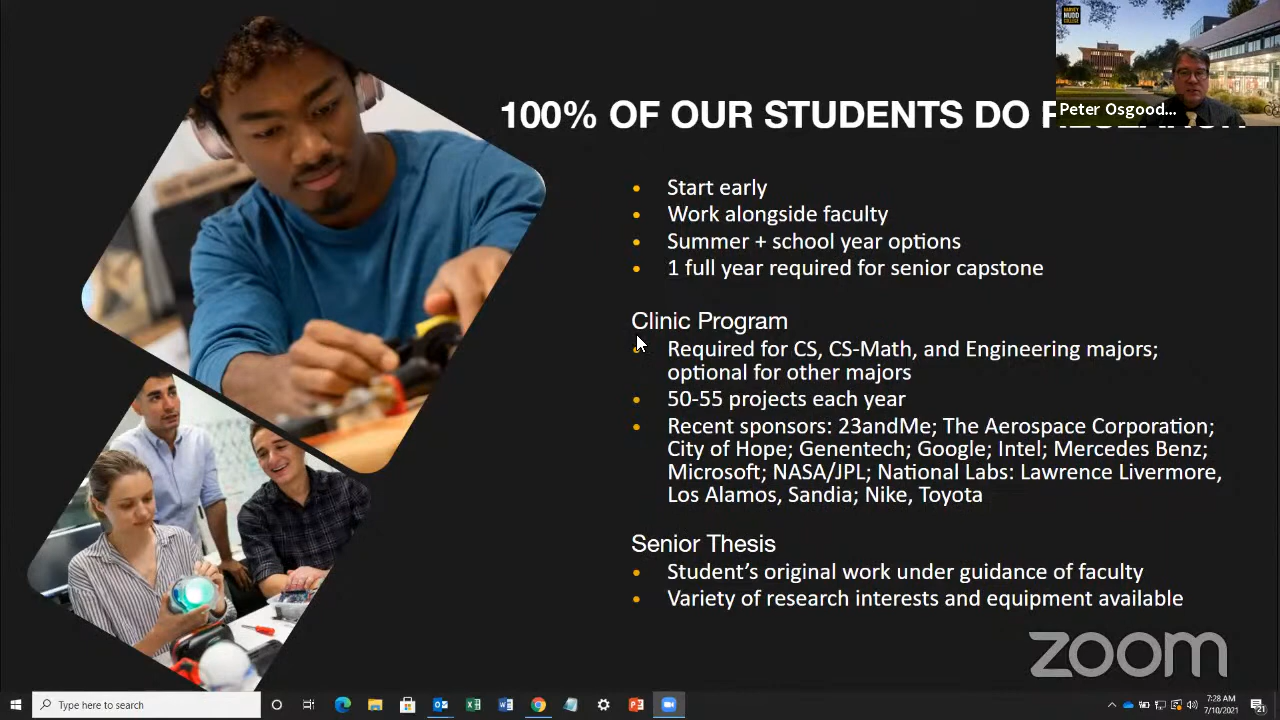 HARVEY
MUDD
COLLEGE
Peter Osgood...
100% OF OUR STUDENTS DO
• Start early
• Work alongside faculty
• Summer + school year options
• 1 full year required for senior capstone
Clinic Program
• Required for CS, CS-Math, and Engineering majors;
optional for other majors
• 50-55 projects each year
• Recent sponsors: 23andMe; The Aerospace Corporation;
City of Hope; Genentech; Google; Intel; Mercedes Benz;
Microsoft; NASA/JPL; National Labs: Lawrence Livermore,
Los Alamos, Sandia; Nike, Toyota
Senior Thesis
• Student’s original work under guidance of faculty
• Variety of research interests and equipment available
zoom
Type here to search
7:28 AM
7/10/2021
21